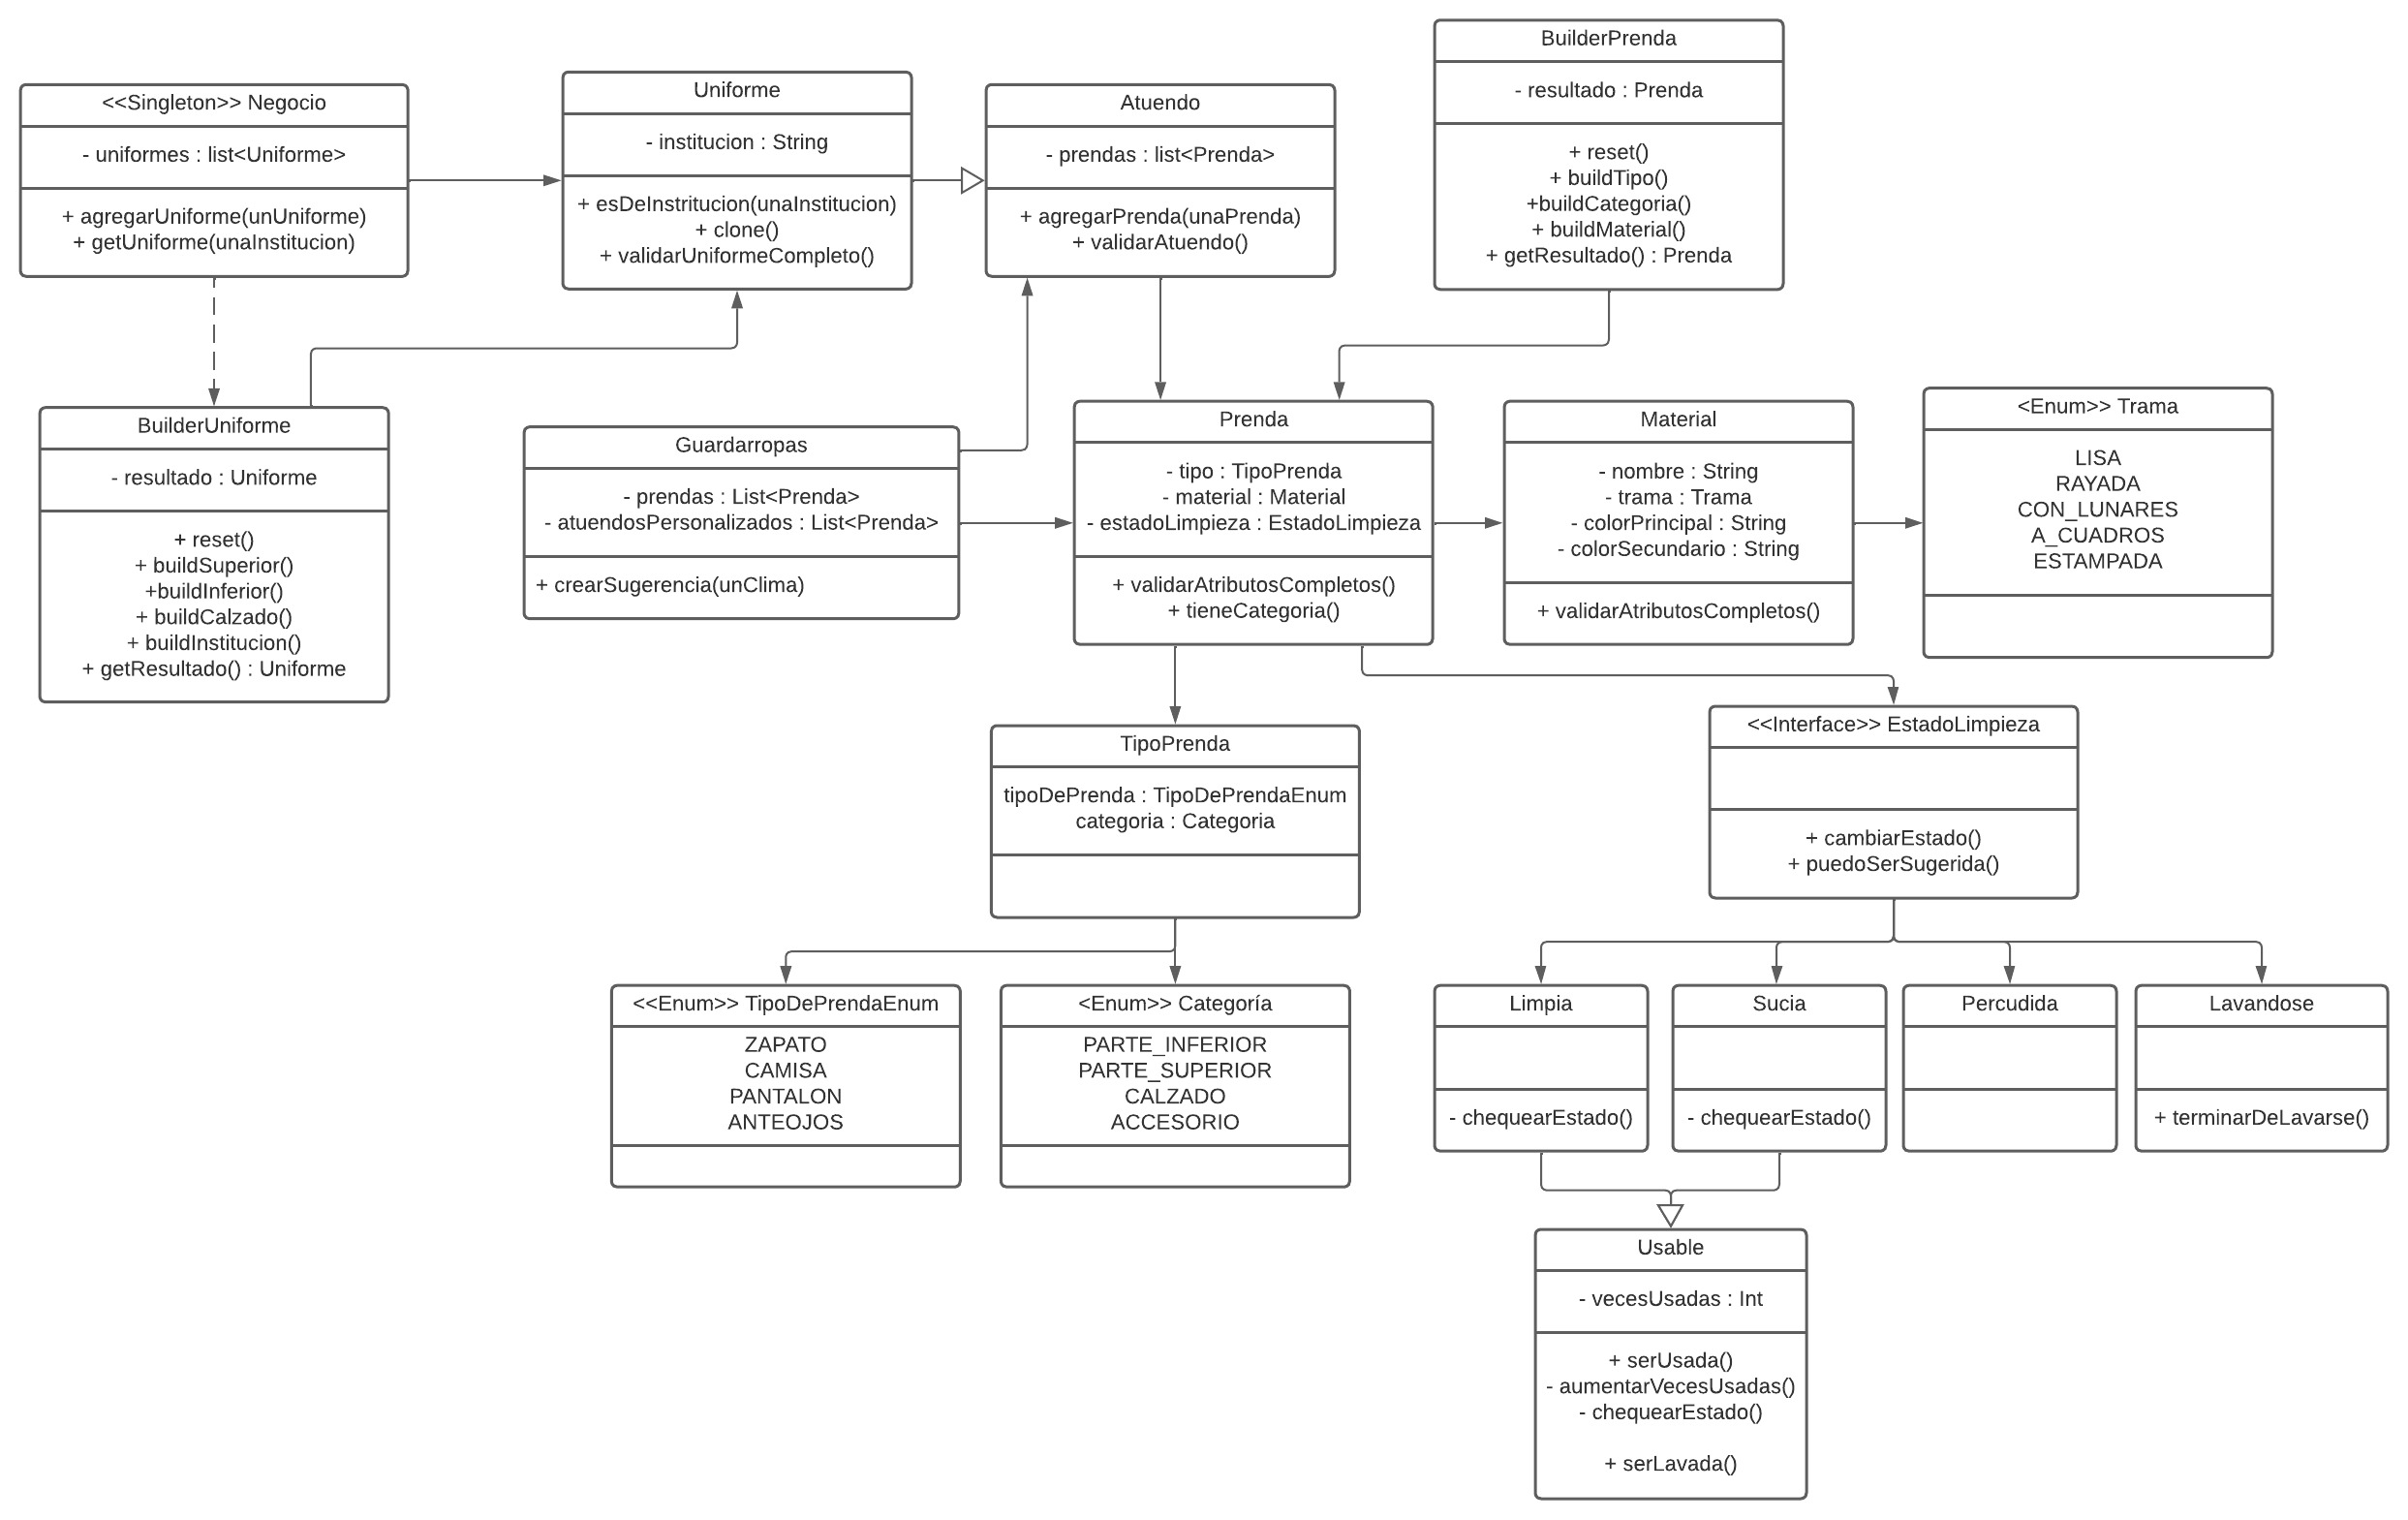 <<Singleton>> Negocio
- uniformes : list<Uniforme>
+ agregarUniforme(unUniforme)
+ getUniforme(unaInstitucion)
Uniforme
- institucion : String
+ esDeInstritucion(unaInstitucion)
+ clone()
+ validarUniformeCompleto()
Atuendo
- prendas : list<Prenda>
+ agregarPrenda(unaPrenda)
+ validarAtuendo()
BuilderPrenda
- resultado : Prenda
+ reset()
+ buildTipo()
+buildCategoria()
+ buildMaterial()
+ getResultado() : Prenda
BuilderUniforme
- resultado : Uniforme
+ reset()
+ buildSuperior()
+buildInferior()
+ buildCalzado()
+ buildInstitucion()
+ getResultado() : Uniforme
Guardarropas
- prendas : List<Prenda>
- atuendosPersonalizados : List<Prenda>
+ crearSugerencia(unClima)
Prenda
- tipo : TipoPrenda
- material : Material
- estadoLimpieza : EstadoLimpieza
+ validarAtributosCompletos()
+ tieneCategoria()
Material
- nombre : String
- trama : Trama
- colorPrincipal : String
- colorSecundario : String
+ validarAtributosCompletos()
<Enum>> Trama
LISA
RAYADA
CON_LUNARES
A_CUADROS
ESTAMPADA
TipoPrenda
tipoDePrenda : TipoDePrendaEnum
categoria : Categoria
<<Interface>> EstadoLimpieza
+ cambiarEstado()
+ puedoSerSugerida()
<<Enum>> TipoDePrendaEnum
ZAPATO
CAMISA
PANTALON
ANTEOJOS
<Enum>> Categoría
PARTE_INFERIOR
PARTE_SUPERIOR
CALZADO
ACCESORIO
Limpia
- chequearEstado()
Sucia
- chequearEstado()
Percudida
Lavandose
+ terminarDeLavarse()
Usable
- vecesUsadas : Int
+ serUsada()
- aumentarVecesUsadas()
- chequearEstado()
+ serLavada()